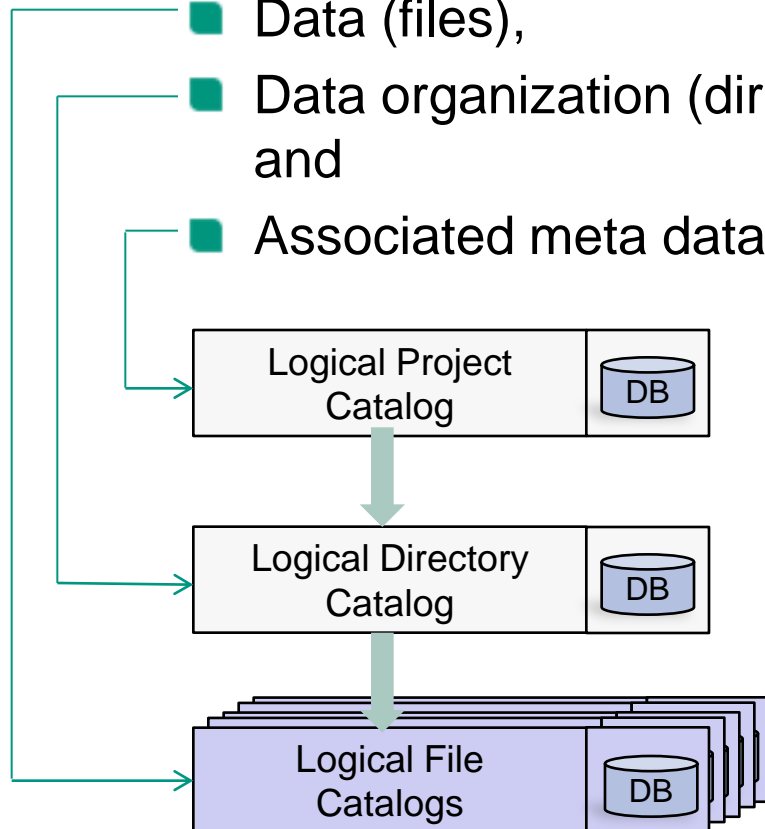 Data (files),
Data organization (dir
and
Associated meta data
Logical Project
Catalog
DB
Logical Directory
Catalog
DB
Logical File
Catalogs
DB